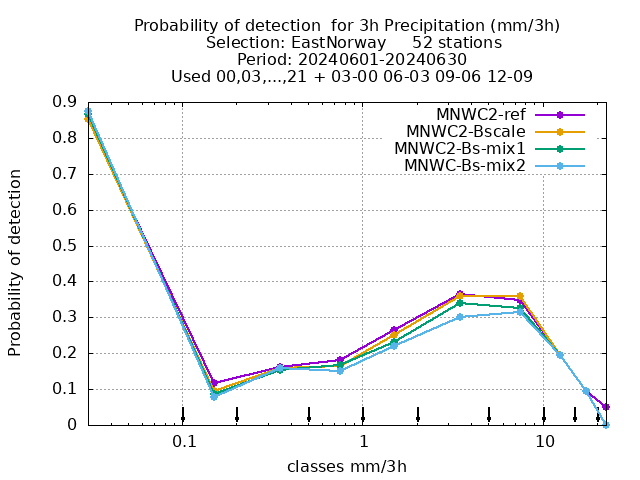 Probability of detection  for 3h Precipitation (mm/3h)
Selection: EastNorway     52 stations
Period: 20240601-20240630
Used 00,03,...,21 + 03-00 06-03 09-06 12-09
MNWC2-ref
MNWC2-Bscale
MNWC2-Bs-mix1
MNWC-Bs-mix2
Probability of detection
0.9
0.8
0.7
0.6
0.5
0.4
0.3
0.2
0.1
0
0.1 1 10
classes mm/3h